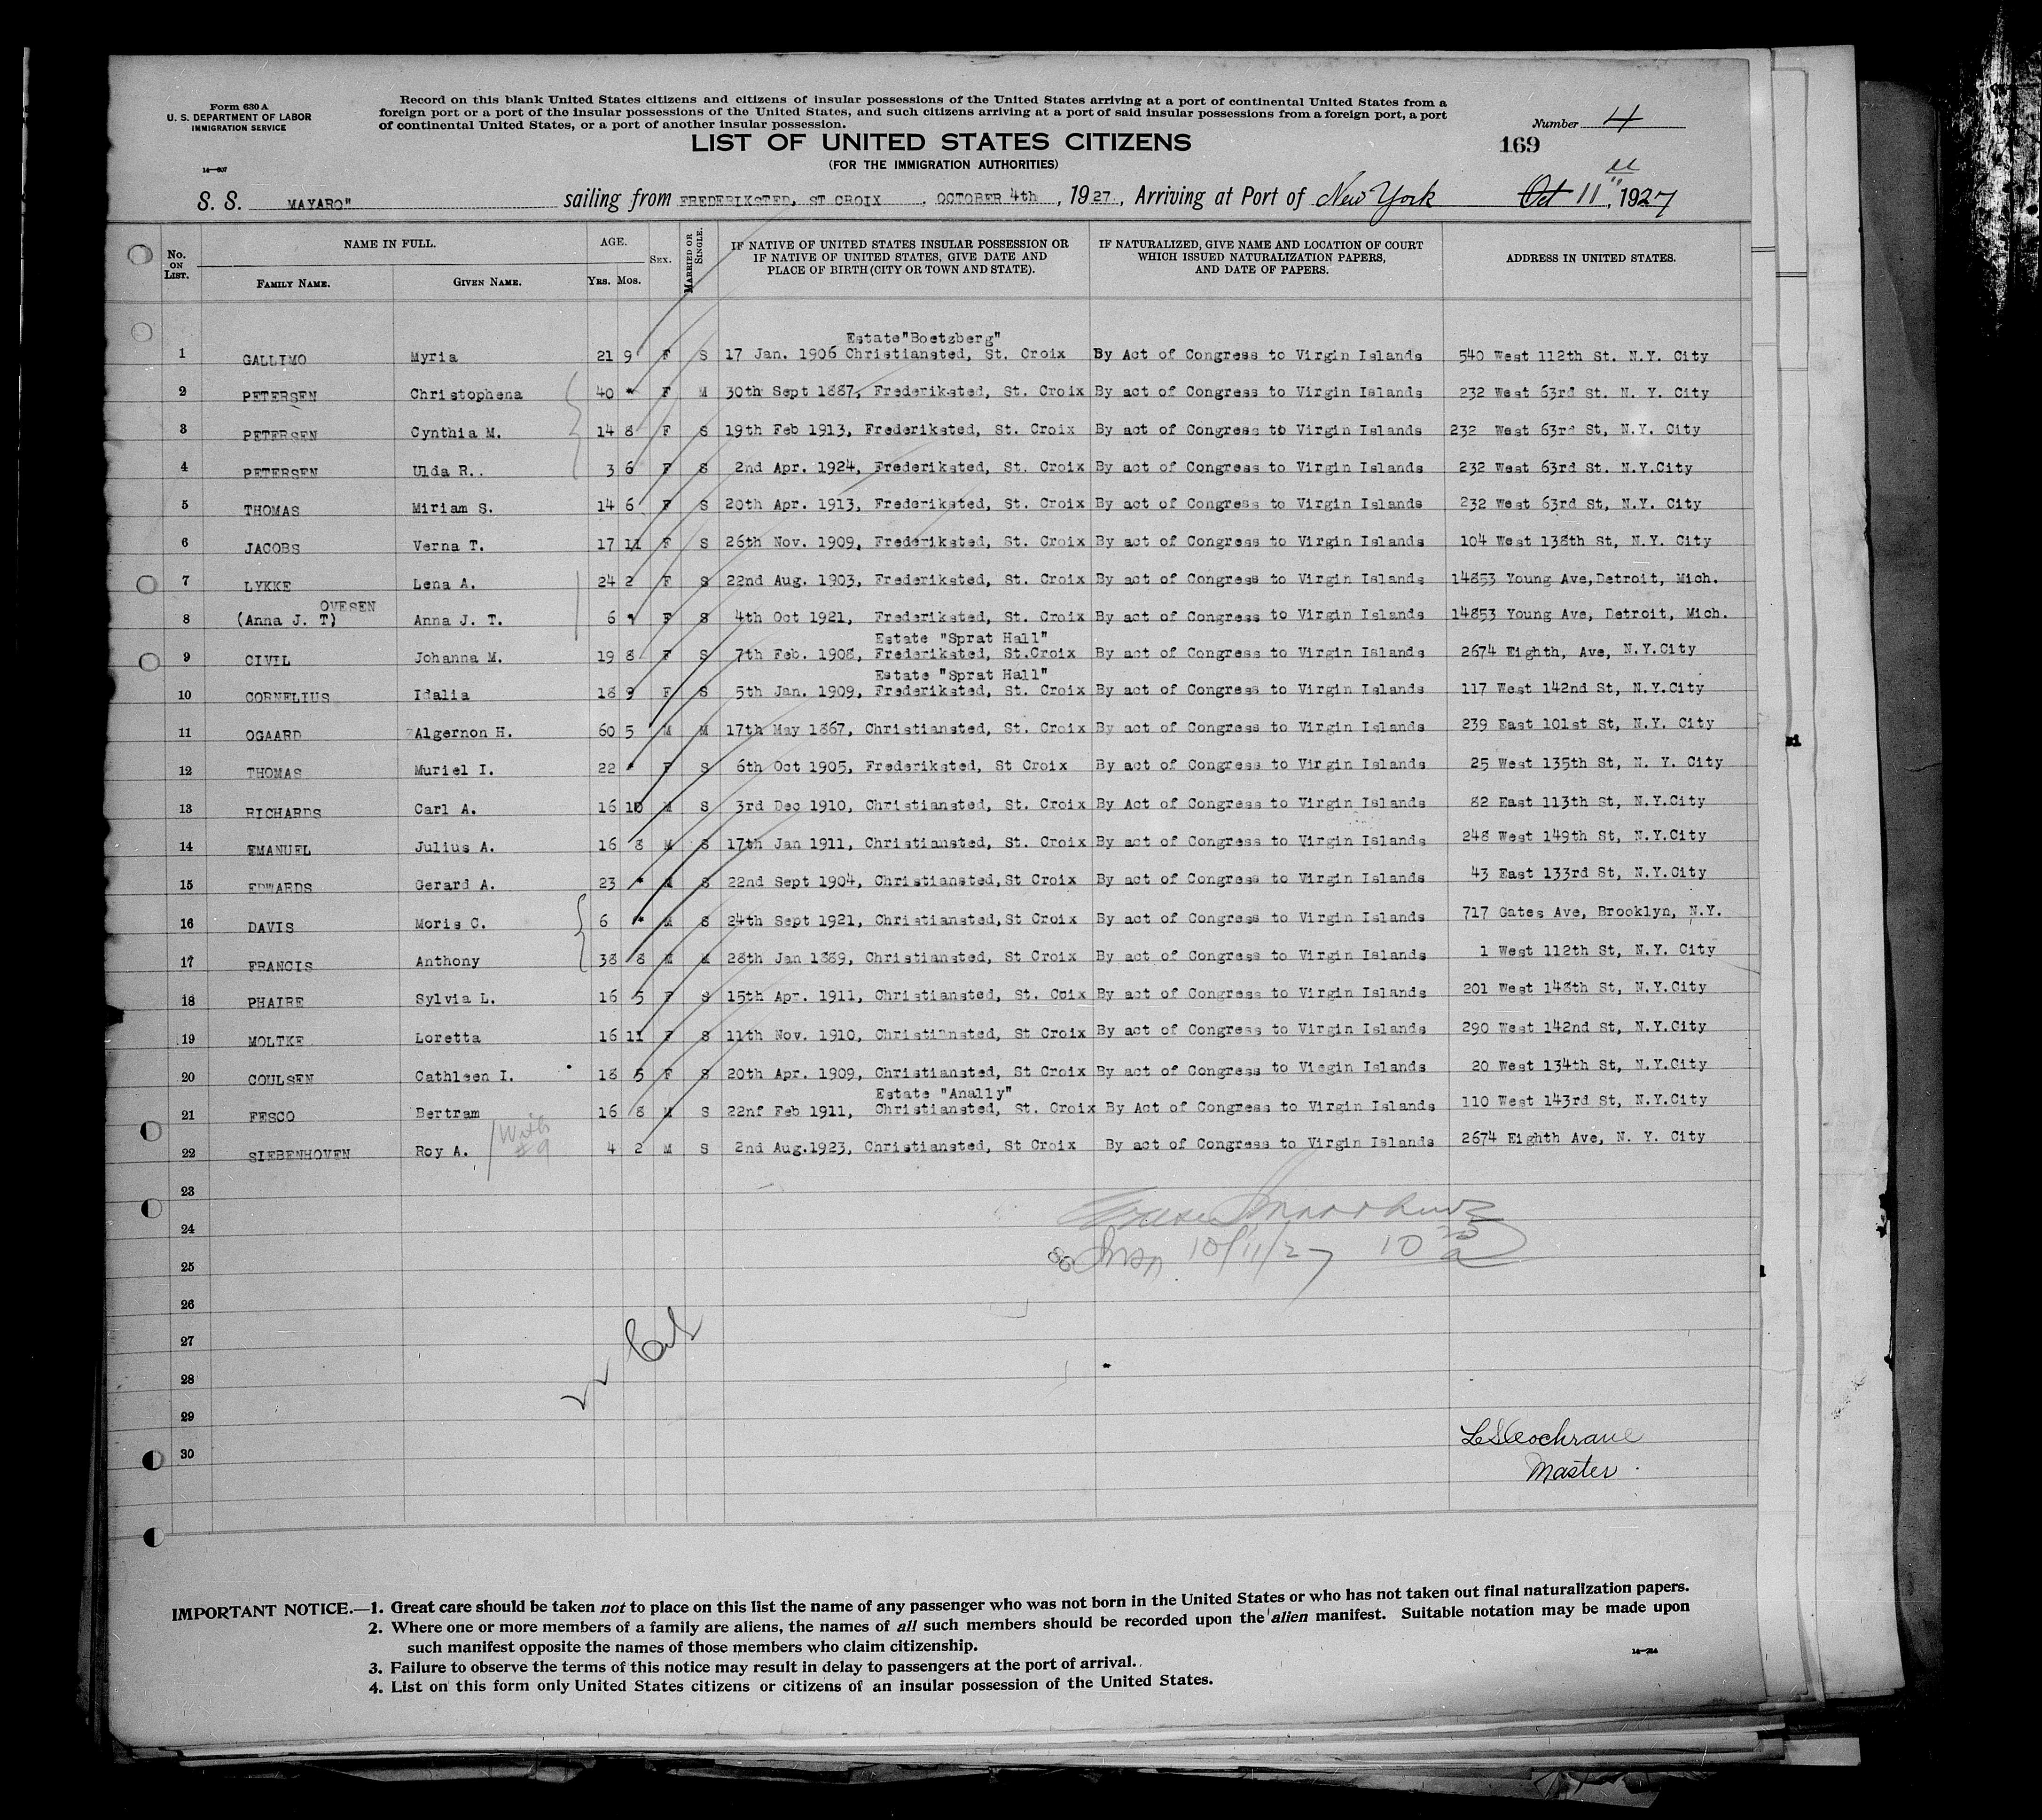 Form 630 A
U. S. DEPARTMENT OF LABOR
IMMIGRATION SERVICE
14—807
Record on this blank United States citizens and citizens of insular possessions of the United States arriving at a port of continental United States from a
foreign port or a port of the insular possessions of the United States, and such citizens arriving at a port of said insular possessions from a foreign port, a port
of continental United States, or a port of another insular possession.
Number 4
LIST OF UNITED STATES CITIZENS
169
(FOR THE IMMIGRATION AUTHORITIES)
S. S. MAYARO" sailing from FREDERIKSTED, ST CROIX , OCTOBER 4th , 1927., Arriving at Port of New York Oct 11", 1927
No. ON LIST. NAME IN FULL. FAMILY NAME. GIVEN NAME. AGE. YRS. MOS. SEX. MARRIED OR SINGLE. IF NATIVE OF UNITED STATES INSULAR POSSESSION OR IF NATIVE OF UNITED STATES, GIVE DATE AND PLACE OF BIRTH (CITY OR TOWN AND STATE). IF NATURALIZED, GIVE NAME AND LOCATION OF COURT WHICH ISSUED NATURALIZATION PAPERS, AND DATE OF PAPERS. ADDRESS IN UNITED STATES.
Estate"Boetzberg"
1 GALLIMO Myria 21 9 F S 17 Jan. 1906 Christiansted, St. Croix By Act of Congress to Virgin Islands 540 West 112th St. N.Y. City
2 PETERSEN Christophena 40 * F M 30th Sept 1887, Frederiksted, St. Croix By act of Congress to Virgin Islands 232 West 63rd St. N. Y. City
3 PETERSEN Cynthia M. 14 8 F S 19th Feb 1913, Frederiksted, St. Croix By act of Congress to Virgin Islands 232 West 63rd St, N.Y. City
4 PETERSEN Ulda R.. 3 6 F S 2nd Apr. 1924, Frederiksted, St. Croix By act of Congress to Virgin Islands 232 West 63rd St. N.Y.City
5 THOMAS Miriam S. 14 6 F S 20th Apr. 1913, Frederiksted, St. Croix By act of Congress to Virgin Islands 232 West 63rd St, N.Y. City
6 JACOBS Verna T. 17 11 F S 26th Nov. 1909, Frederiksted, St. Croix By act of Congress to Virgin Islands 104 West 138th St, N.Y. City
7 LYKKE Lena A. 24 2 F S 22nd Aug. 1903, Frederiksted, St. Croix By act of Congress to Virgin Islands 14853 Young Ave,Detroit, Mich.
OVESEN
8 (Anna J. T) Anna J. T. 6 * F S 4th Oct 1921, Frederiksted, St. Croix By act of Congress to Virgin Islands 14853 Young Ave, Detroit, Mich.
Estate "Sprat Hall"
9 CIVIL Johanna M. 19 8 F S 7th Feb. 1908, Frederiksted, St.Croix By act of Congress to Virgin Islands 2674 Eighth, Ave, N.Y.City
Estate "Sprat Hall"
10 CORNELIUS Idalia 18 9 F S 5th Jan. 1909, Frederiksted, St. Croix By act of Congress to Virgin Islands 117 West 142nd St, N.Y.City
11 OGAARD Algernon H. 60 5 M M 17th May 1867, Christiansted, St. Croix By act of Congress to Virgin Islands 239 East 101st St, N.Y. City
12 THOMAS Muriel I. 22 * F S 6th Oct 1905, Frederiksted, St Croix By act of Congress to Virgin Islands 25 West 135th St, N. Y. City
13 RICHARDS Carl A. 16 10 M S 3rd Dec 1910, Christiansted, St. Croix By Act of Congress to Virgin Islands 82 East 113th St, N.Y.City
14 EMANUEL Julius A. 16 8 M S 17th Jan 1911, Christiansted, St. Croix By act of Congress to Virgin Islands 248 West 149th St, N.Y.City
15 EDWARDS Gerard A. 23 * M S 22nd Sept 1904, Christiansted,St Croix By act of Congress to Virgin Islands 43 East 133rd St, N.Y.City
16 DAVIS Moris C. 6 * M S 24th Sept 1921, Christiansted,St Croix By act of Congress to Virgin Islands 717 Gates Ave, Brooklyn, N.Y.
17 FRANCIS Anthony 38 8 M M 28th Jan 1889, Christiansted, St Croix By act of Congress to Virgin Islands 1 West 112th St, N.Y. City
18 PHAIRE Sylvia L. 16 5 F S 15th Apr. 1911, Christiansted, St. Coix By act of Congress to Virgin Islands 201 West 148th St, N.Y.City
19 MOLTKE Loretta 16 11 F S 11th Nov. 1910, Christiansted, St Croix By act of Congress to Virgin Islands 290 West 142nd St, N.Y.City
20 COULSEN Cathleen I. 18 5 F S 20th Apr. 1909, Christiansted, St Croix By act of Congress to Viegin Islands 20 West 134th St, N.Y.City
Estate "Anally"
21 FESCO Bertram 16 8 M S 22nf Feb 1911, Christiansted, St. Croix By Act of Congress to Virgin Islands 110 West 143rd St, N.Y.City
22 SIEBENHOVEN Roy A. With #9 4 2 M S 2nd Aug.1923, Christiansted, St Croix By act of Congress to Virgin Islands 2674 Eighth Ave, N. Y. City
23
24
25 10/11/27 10
26
27
28
29
L S Cochrane
30
Master
IMPORTANT NOTICE.—1. Great care should be taken not to place on this list the name of any passenger who was not born in the United States or who has not taken out final naturalization papers.
2. Where one or more members of a family are aliens, the names of all such members should be recorded upon the alien manifest. Suitable notation may be made upon
such manifest opposite the names of those members who claim citizenship.
3. Failure to observe the terms of this notice may result in delay to passengers at the port of arrival.
4. List on this form only United States citizens or citizens of an insular possession of the United States.